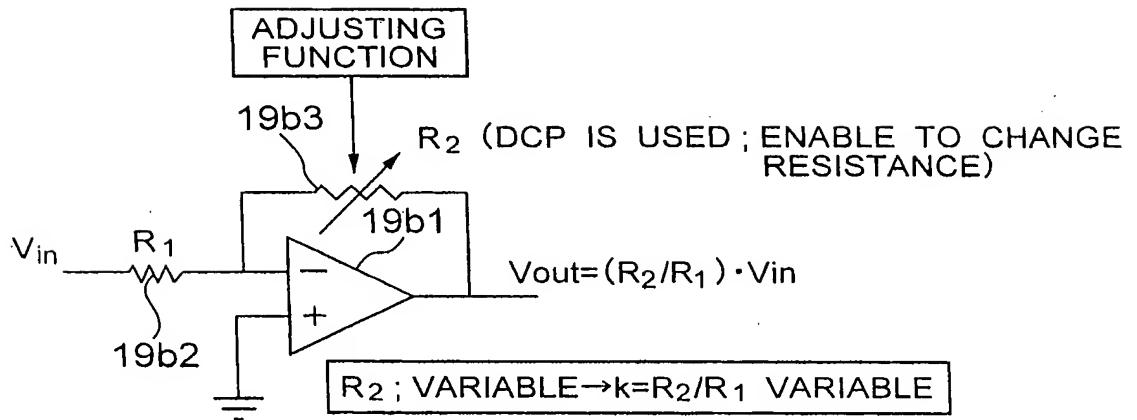 ADJUSTING
FUNCTION
19b3
R2 (DCP IS USED ; ENABLE TO CHANGE
RESISTANCE)
19b1
Vin
R1
Vout=(R2/R1)·Vin
19b2
R2 ; VARIABLE→k=R2/R1 VARIABLE